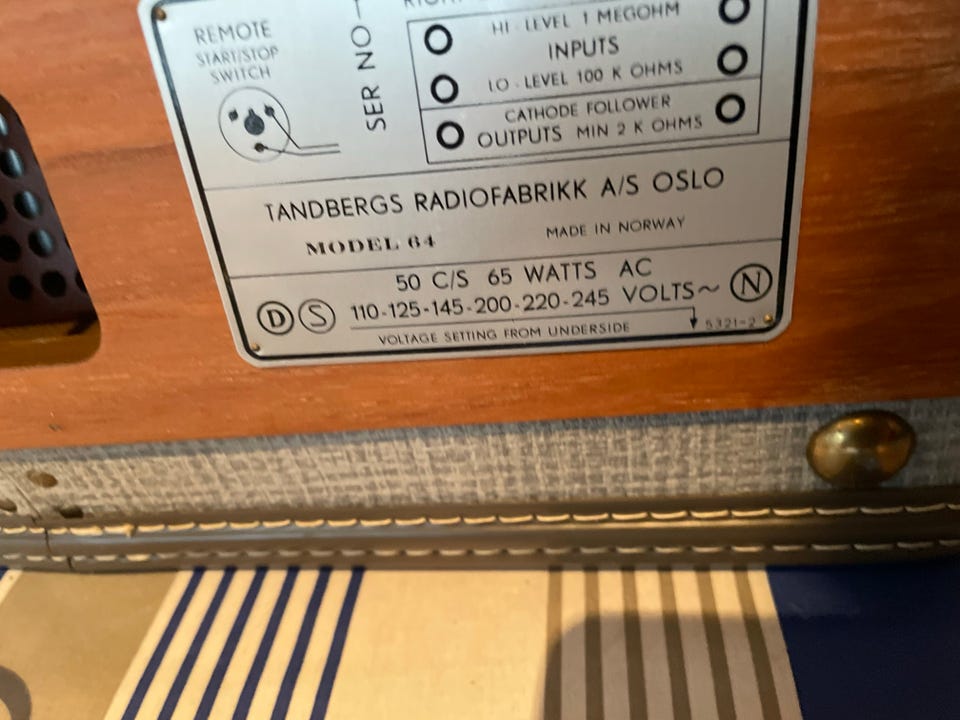 REMOTE
START/STOP
SWITCH
SER NO
HI-LEVEL 1 MEGOHM
INPUTS
LO-LEVEL 100 K OHMS
CATHODE FOLLOWER
OUTPUTS MIN 2 K OHMS
TANDBERGS RADIOFABRIKK A/S OSLO
MODEL 64
MADE IN NORWAY
50 C/S 65 WATTS AC
D S 110-125-145-200-220-245 VOLTS~ N
VOLTAGE SETTING FROM UNDERSIDE
5321-2